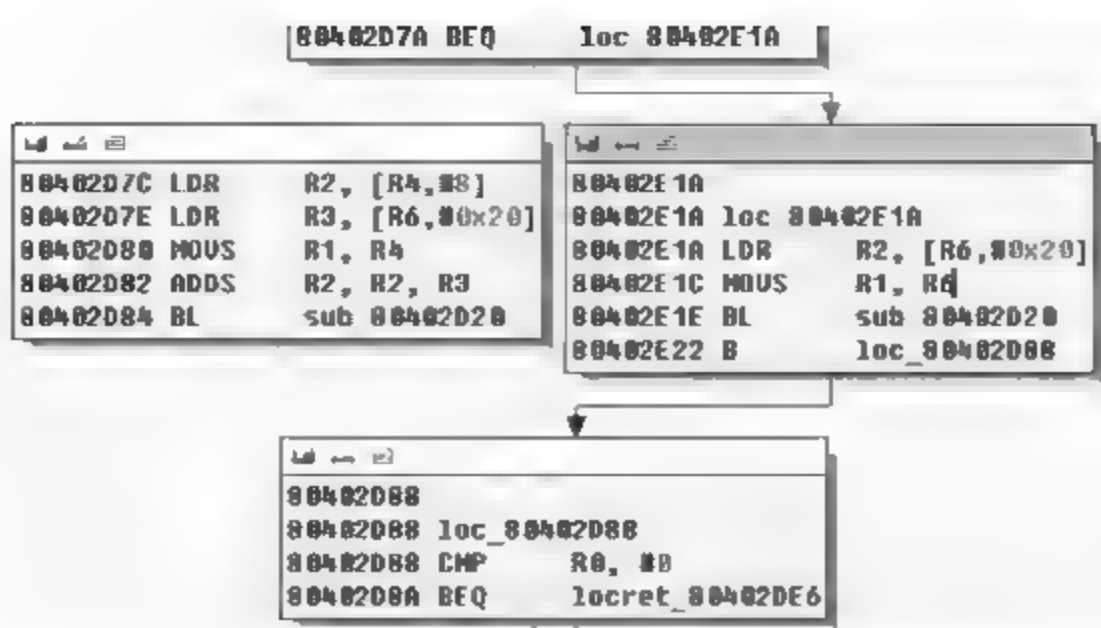 80402D7A BEQ loc_80402E1A
80402D7C LDR R2, [R4,#8]
80402D7E LDR R3, [R6,#0x20]
80402D80 MOVS R1, R4
80402D82 ADDS R2, R2, R3
80402D84 BL sub_80402D20
80402E1A
80402E1A loc_80402E1A
80402E1A LDR R2, [R6,#0x20]
80402E1C MOVS R1, R6
80402E1E BL sub_80402D20
80402E22 B loc_80402D88
80402D88
80402D88 loc_80402D88
80402D88 CMP R0, #0
80402D8A BEQ locret_80402DE6